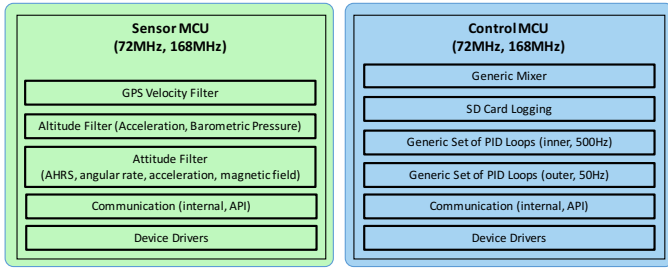 Sensor MCU
(72MHz, 168MHz)
GPS Velocity Filter
Altitude Filter (Acceleration, Barometric Pressure)
Attitude Filter
(AHRS, angular rate, acceleration, magnetic field)
Communication (internal, API)
Device Drivers
Control MCU
(72MHz, 168MHz)
Generic Mixer
SD Card Logging
Generic Set of PID Loops (inner, 500Hz)
Generic Set of PID Loops (outer, 50Hz)
Communication (internal, API)
Device Drivers